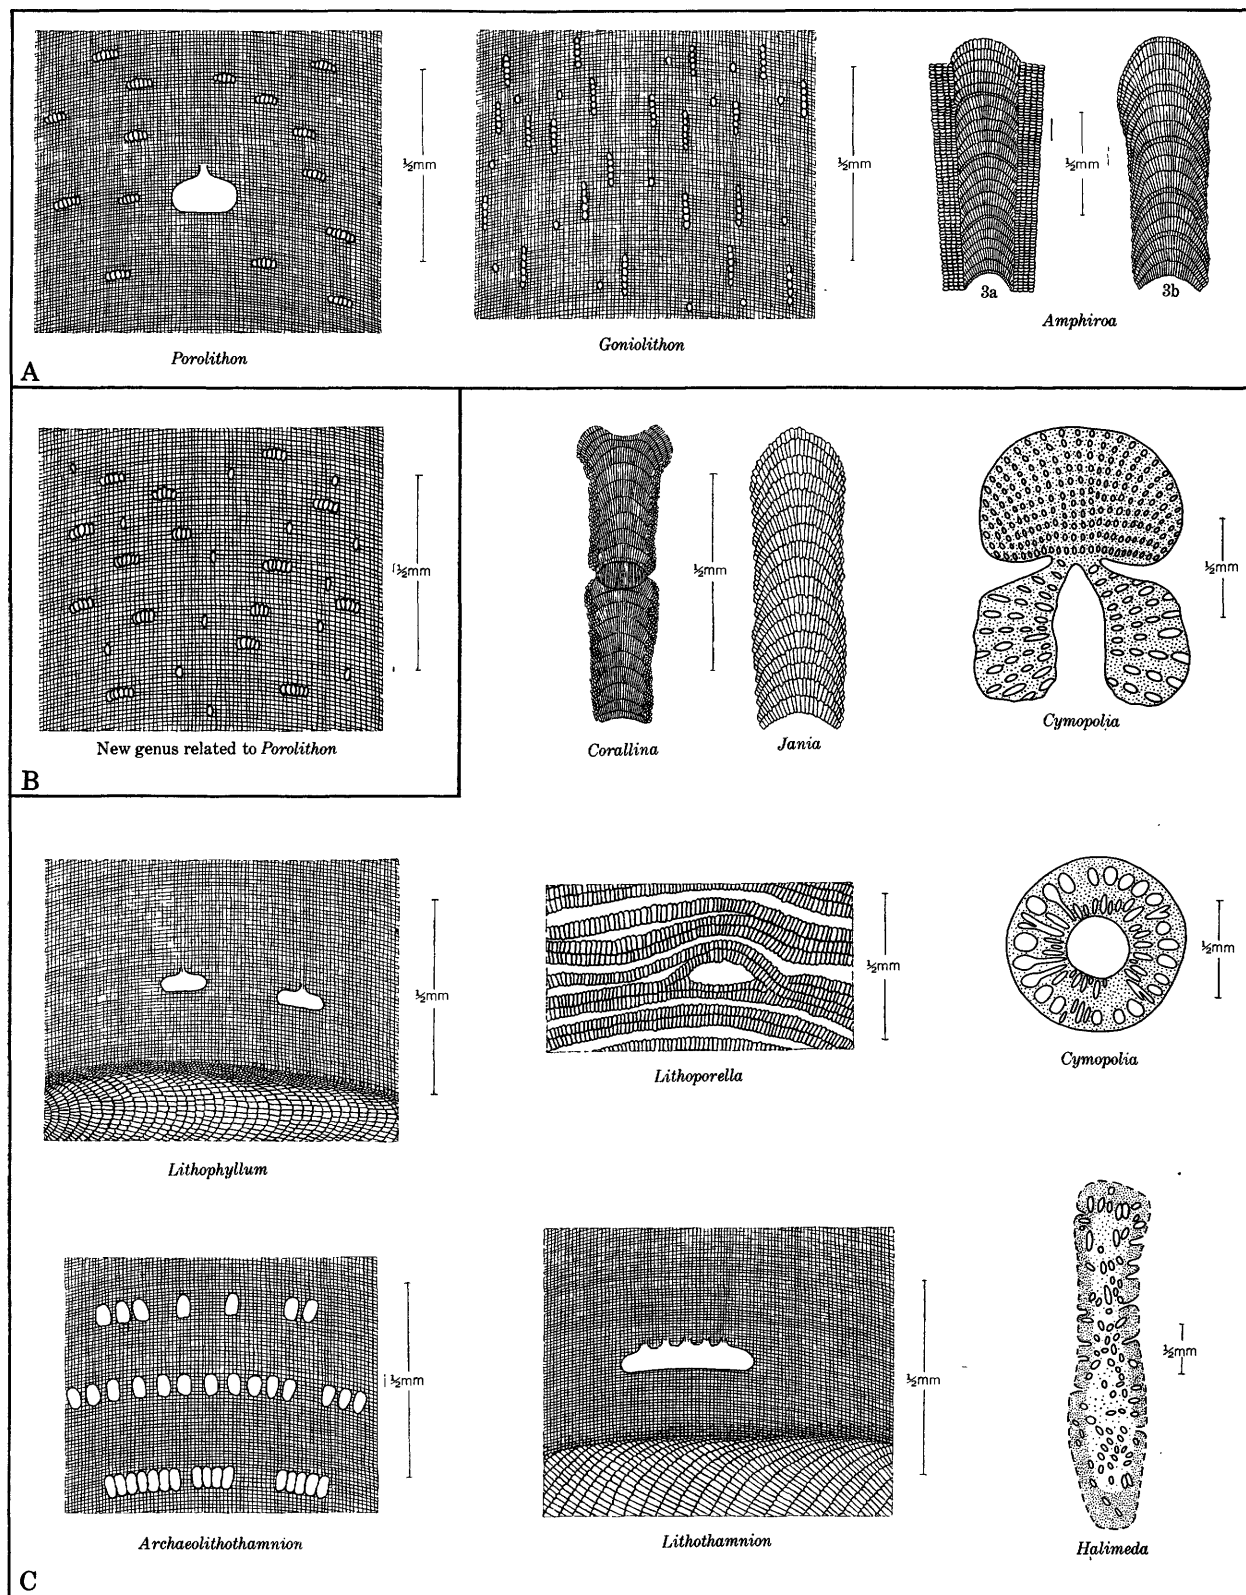 ½mm
½mm
½mm
3a
3b
Porolithon
Goniolithon
Amphiroa
A
½mm
½mm
½mm
New genus related to Porolithon
Corallina
Jania
Cymopolia
B
½mm
½mm
½mm
Lithophyllum
Lithoporella
Cymopolia
½mm
½mm
½mm
Archaeolithothamnion
Lithothamnion
Halimeda
C